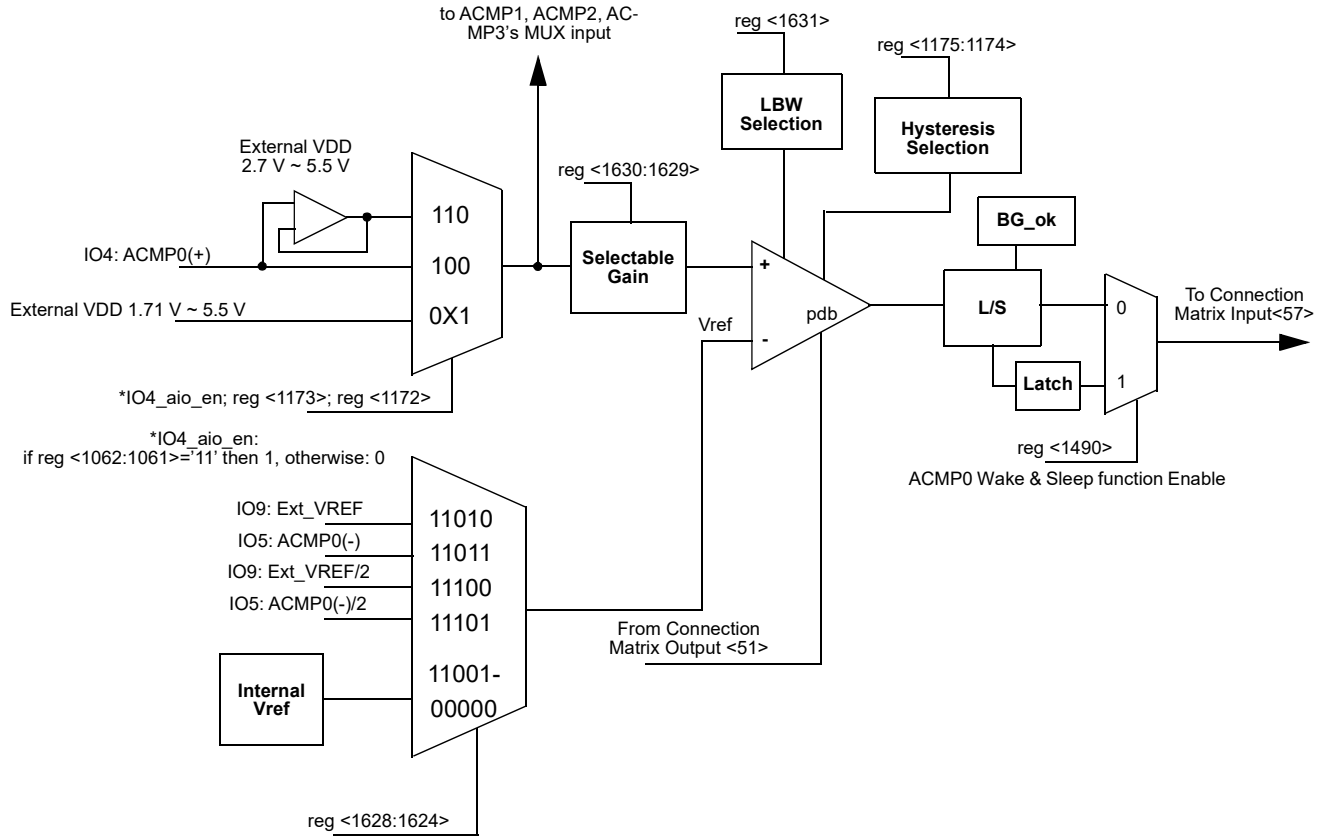 to ACMP1, ACMP2, AC-
MP3's MUX input
reg <1631>
reg <1175:1174>
LBW
Selection
Hysteresis
Selection
External VDD
2.7 V ~ 5.5 V
reg <1630:1629>
110
BG_ok
IO4: ACMP0(+)
100
Selectable
Gain
+
External VDD 1.71 V ~ 5.5 V
0X1
Vref
-
pdb
L/S
0
To Connection
Matrix Input<57>
Latch
1
*IO4_aio_en; reg <1173>; reg <1172>
*IO4_aio_en:
if reg <1062:1061>='11' then 1, otherwise: 0
reg <1490>
ACMP0 Wake & Sleep function Enable
IO9: Ext_VREF
11010
IO5: ACMP0(-)
11011
IO9: Ext_VREF/2
11100
IO5: ACMP0(-)/2
11101
From Connection
Matrix Output <51>
Internal
Vref
11001-
00000
reg <1628:1624>